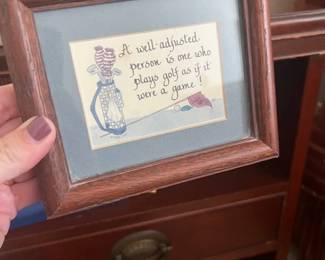 A well-adjusted
person is one who
plays golf as if it
were a game!